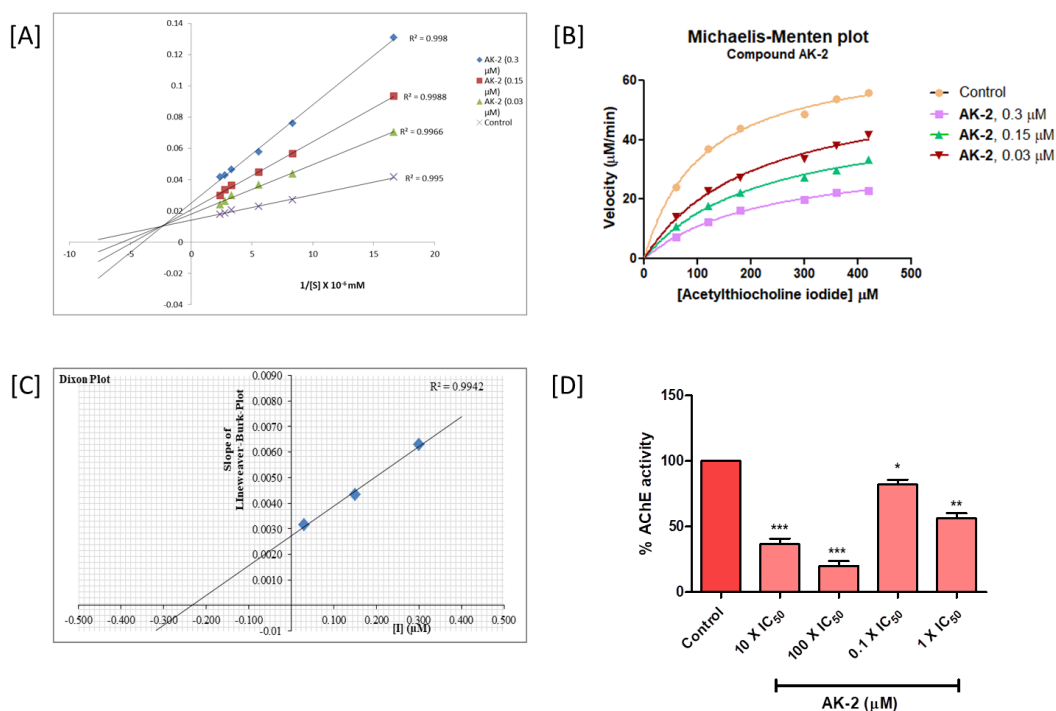 [A]
0.14
0.12
0.1
0.08
0.06
0.04
0.02
0
-0.02
-0.04
-10
-5
0
5
10
15
20
R² = 0.998
R² = 0.9988
R² = 0.9966
R² = 0.995
AK-2 (0.3
µM)
AK-2 (0.15
µM)
AK-2 (0.03
µM)
Control
1/[S] X 10⁻⁶ mM
[B]
Michaelis-Menten plot
Compound AK-2
Velocity (µM/min)
60
40
20
0
0
100
200
300
400
500
[Acetylthiocholine iodide] µM
Control
AK-2, 0.3 µM
AK-2, 0.15 µM
AK-2, 0.03 µM
[C]
Dixon Plot
Slope of
LIneweaver-Burk-Plot
0.0090
0.0070
0.0060
0.0050
0.0040
0.0030
0.0020
0.0010
-0.01
R² = 0.9942
-0.500
-0.400
-0.300
-0.200
-0.100
0.000
0.100
0.200
0.300
0.400
0.500
[I] (µM)
[D]
% AChE activity
150
100
50
0
***
***
*
**
Control
10 X IC₅₀
100 X IC₅₀
0.1 X IC₅₀
1 X IC₅₀
AK-2 (µM)